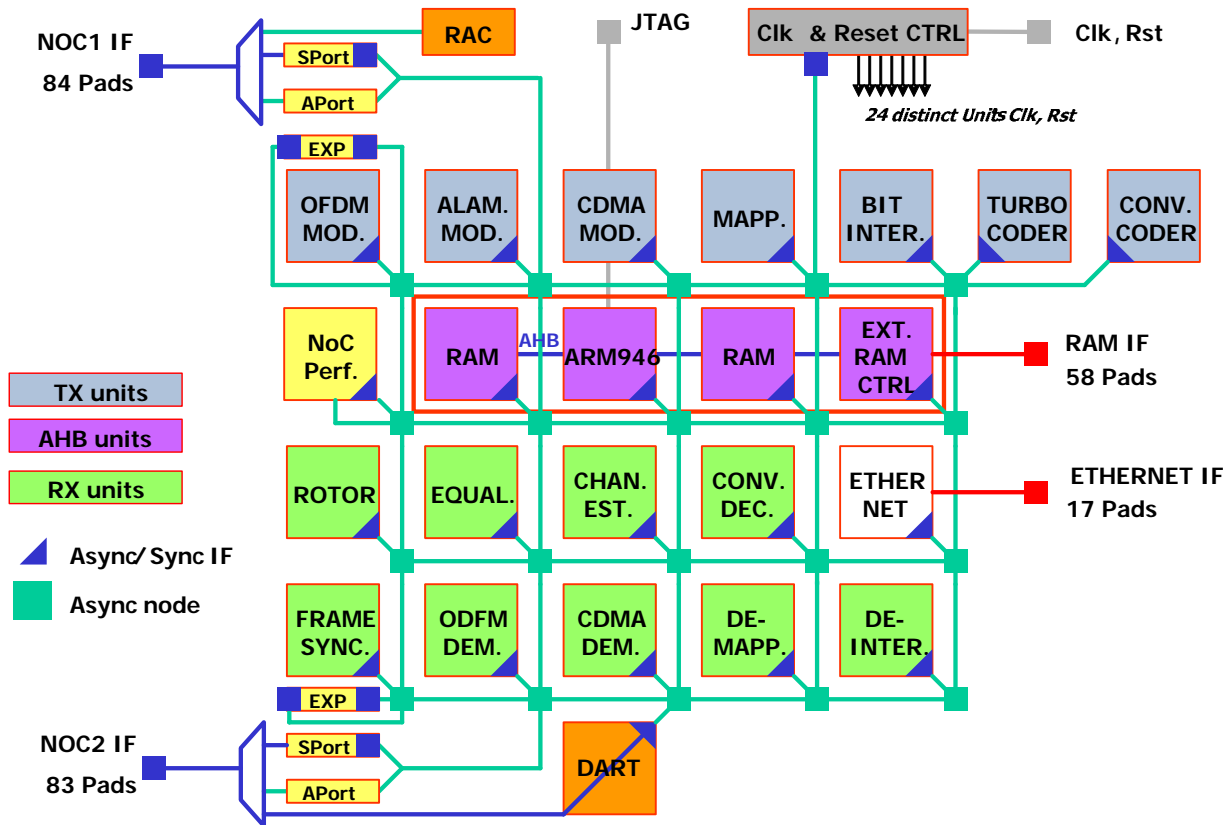 NOC1 IF
84 Pads
RAC
SPort
APort
EXP
JTAG
Clk & Reset CTRL
Clk, Rst
24 distinct Units Clk, Rst
OFDM
MOD.
ALAM.
MOD.
CDMA
MOD.
MAPP.
BIT
INTER.
TURBO
CODER
CONV.
CODER
NoC
Perf.
RAM
AHB
ARM946
RAM
EXT.
RAM
CTRL
RAM IF
58 Pads
TX units
AHB units
RX units
Async/Sync IF
Async node
ROTOR
EQUAL.
CHAN.
EST.
CONV.
DEC.
ETHER
NET
ETHERNET IF
17 Pads
FRAME
SYNC.
ODFM
DEM.
CDMA
DEM.
DE-
MAPP.
DE-
INTER.
EXP
SPort
APort
NOC2 IF
83 Pads
DART